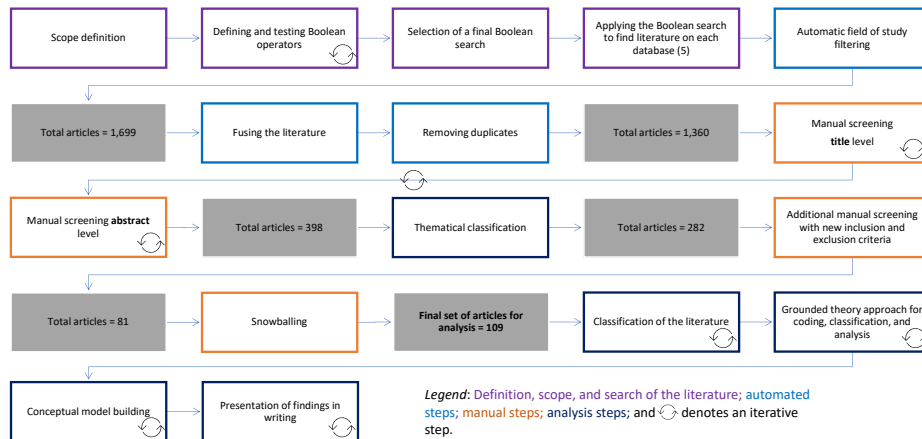 Scope definition
Defining and testing Boolean
operators
Selection of a final Boolean
search
Applying the Boolean search
to find literature on each
database (5)
Automatic field of study
filtering
Total articles = 1,699
Fusing the literature
Removing duplicates
Total articles = 1,360
Manual screening
title level
Manual screening abstract
level
Total articles = 398
Thematical classification
Total articles = 282
Additional manual screening
with new inclusion and
exclusion criteria
Total articles = 81
Snowballing
Final set of articles for
analysis = 109
Classification of the literature
Grounded theory approach for
coding, classification, and
analysis
Conceptual model building
Presentation of findings in
writing
Legend: Definition, scope, and search of the literature; automated
steps; manual steps; analysis steps; and denotes an iterative
step.